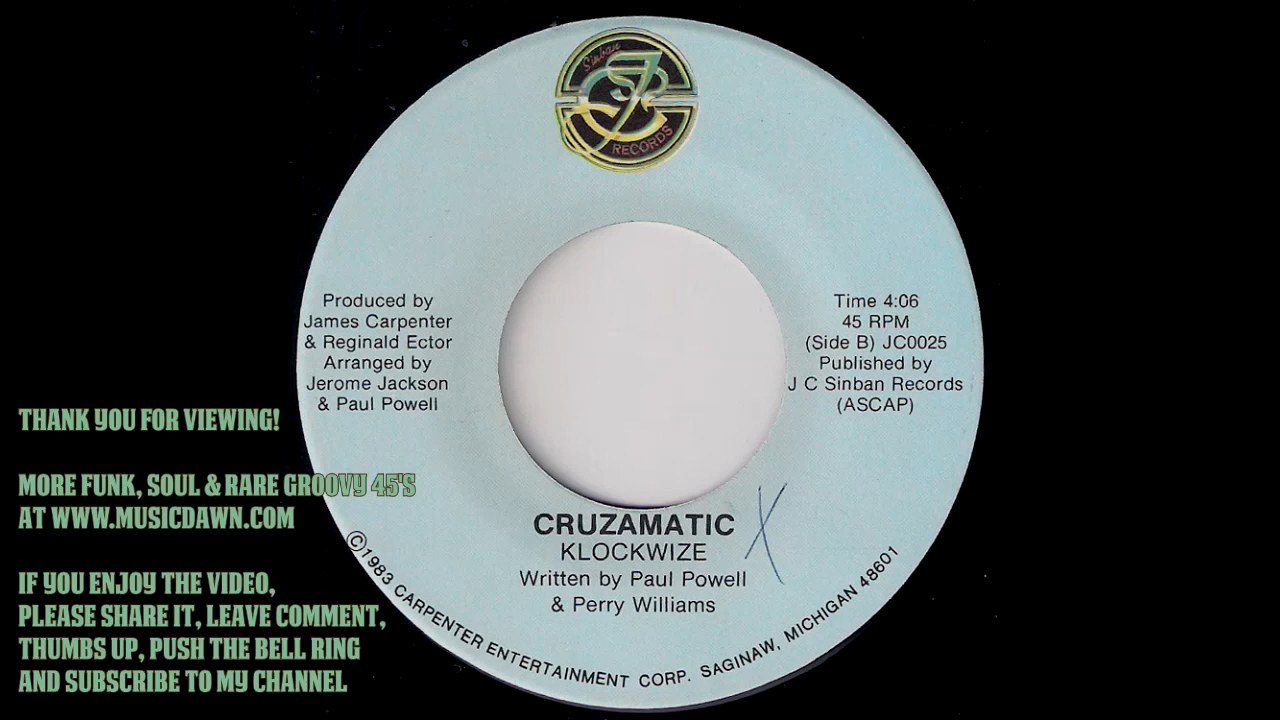 Sinban
RECORDS
Produced by
James Carpenter
& Reginald Ector
Arranged by
Jerome Jackson
& Paul Powell
Time 4:06
45 RPM
(Side B) JC0025
Published by
J C Sinban Records
(ASCAP)
CRUZAMATIC
KLOCKWIZE
Written by Paul Powell
& Perry Williams
©1983 CARPENTER ENTERTAINMENT CORP. SAGINAW, MICHIGAN 48601
THANK YOU FOR VIEWING!
MORE FUNK, SOUL & RARE GROOVY 45'S
AT WWW.MUSICDAWN.COM
IF YOU ENJOY THE VIDEO,
PLEASE SHARE IT, LEAVE COMMENT,
THUMBS UP, PUSH THE BELL RING
AND SUBSCRIBE TO MY CHANNEL